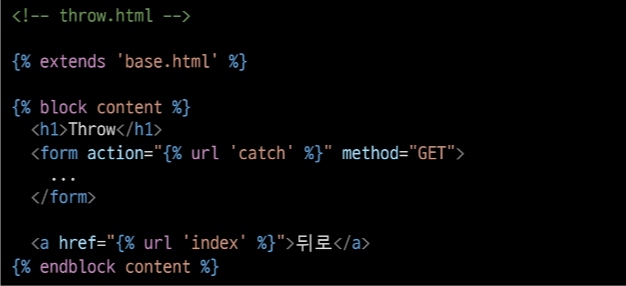 <!-- throw.html -->
{% extends 'base.html' %}
{% block content %}
<h1>Throw</h1>
<form action="{% url 'catch' %}" method="GET">
...
</form>
<a href="{% url 'index' %}">뒤로</a>
{% endblock content %}